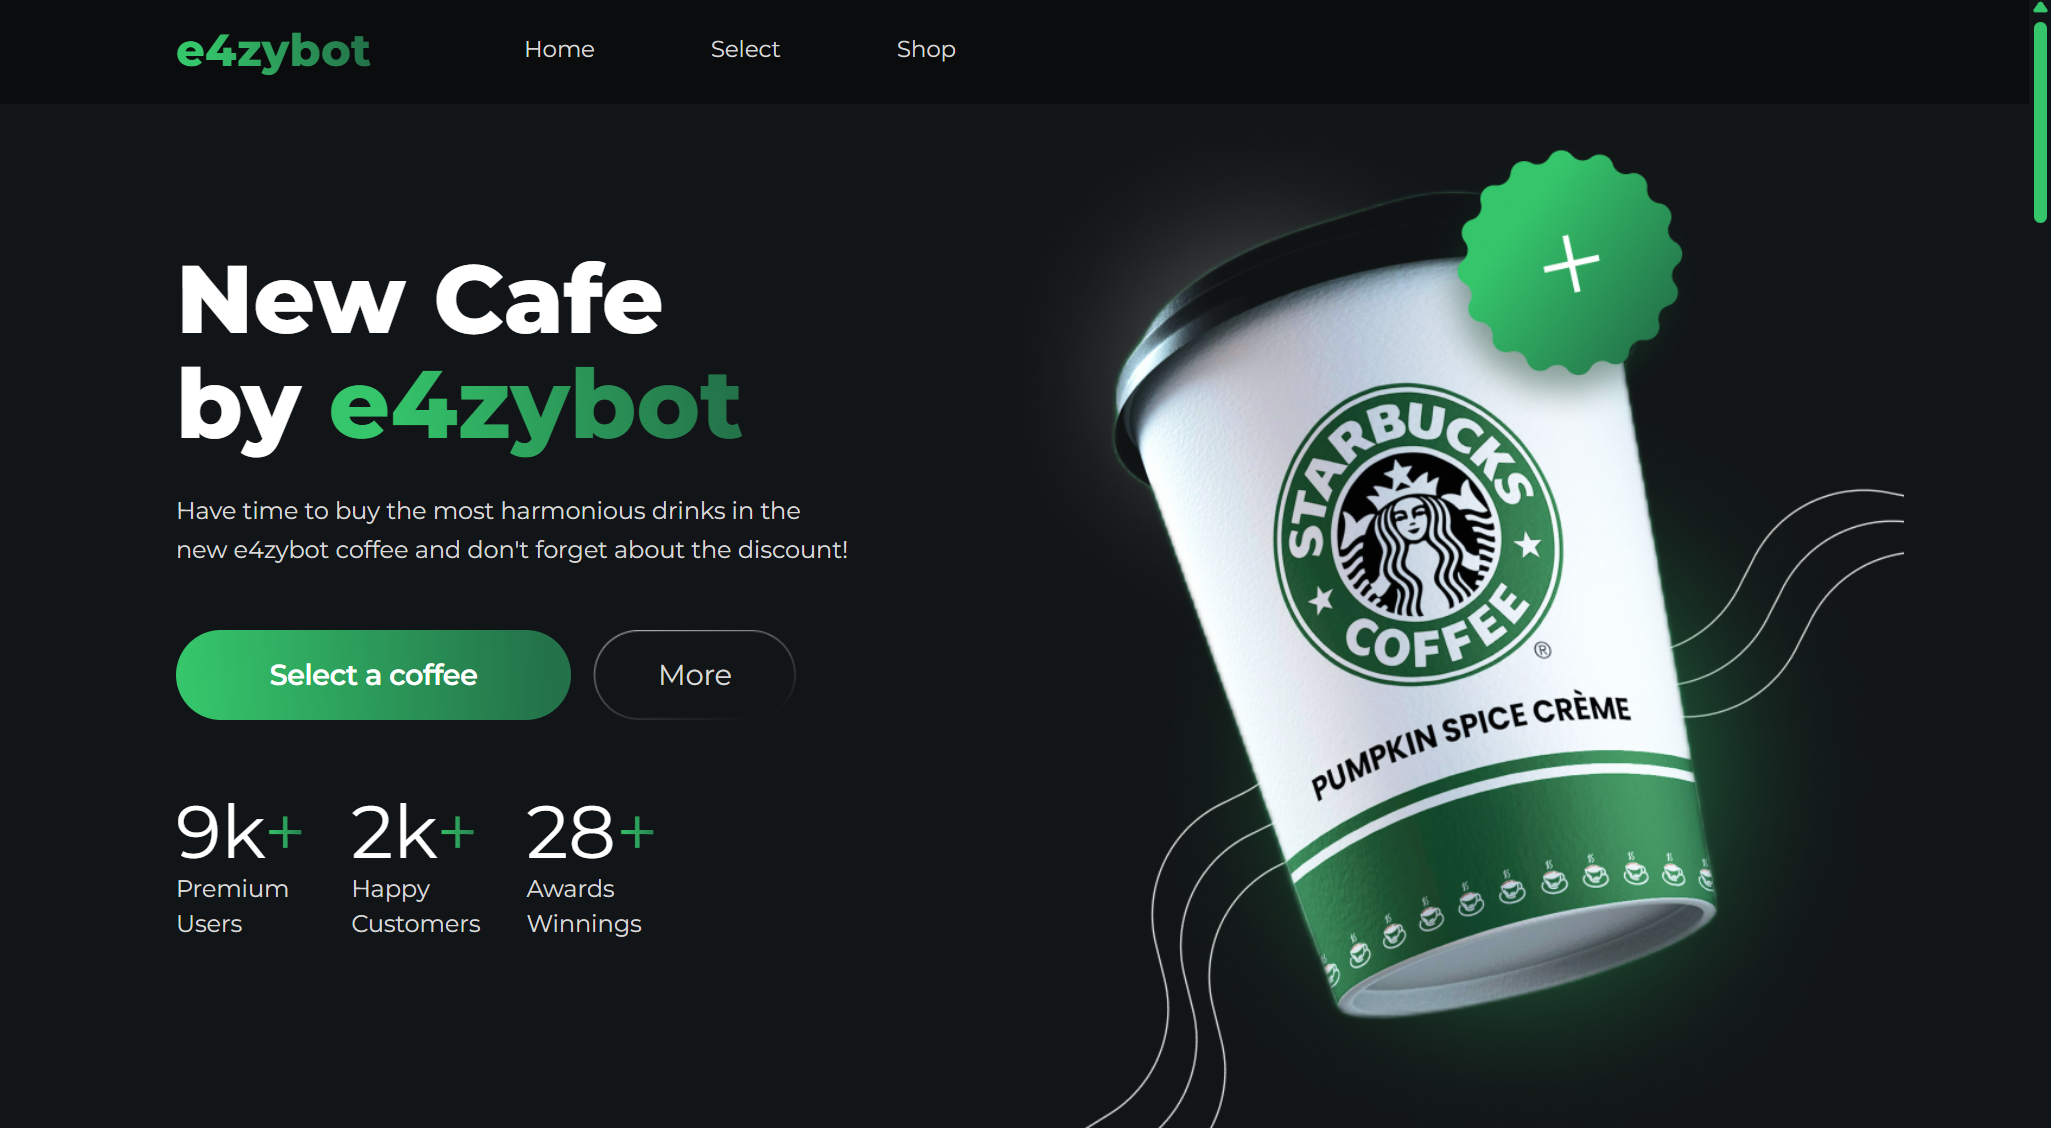 e4zybot
Home
Select
Shop
New Cafe
by e4zybot
Have time to buy the most harmonious drinks in the
new e4zybot coffee and don't forget about the discount!
Select a coffee
More
9k+
Premium
Users
2k+
Happy
Customers
28+
Awards
Winnings
+
STARBUCKS
COFFEE
®
PUMPKIN SPICE CRÈME